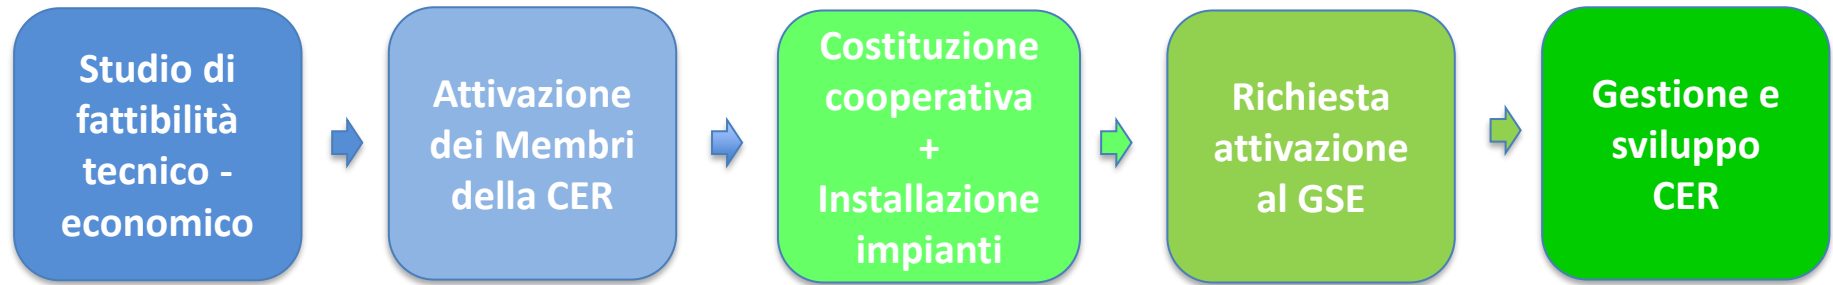 Studio di
fattibilità
tecnico -
economico
Attivazione
dei Membri
della CER
Costituzione
cooperativa
+
Installazione
impianti
Richiesta
attivazione
al GSE
Gestione e
sviluppo
CER